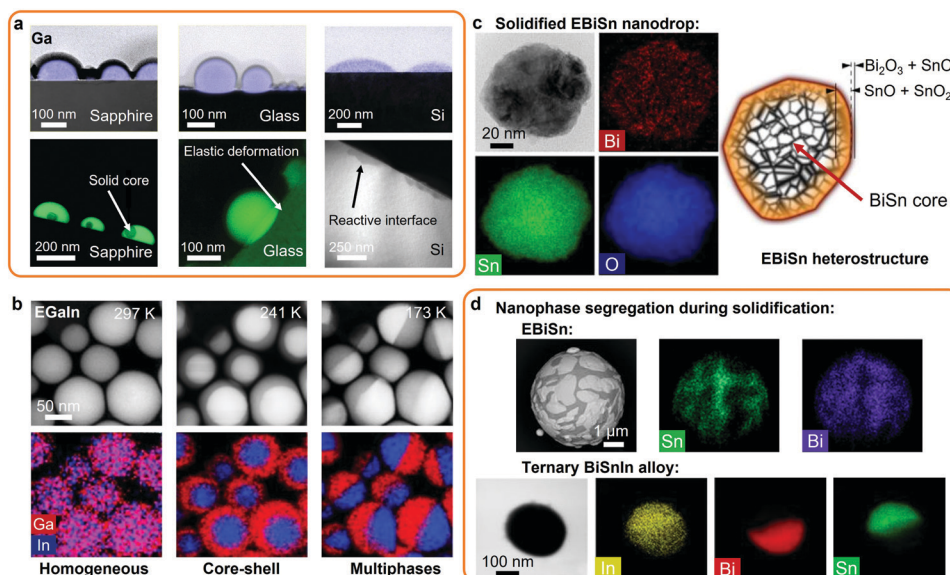 a
Ga
100 nm
Sapphire
100 nm
Glass
200 nm
Si
Solid core
200 nm
Sapphire
Elastic deformation
100 nm
Glass
Reactive interface
250 nm
Si
b
EGaIn
297 K
241 K
173 K
50 nm
Ga
In
Homogeneous
Core-shell
Multiphases
c
Solidified EBiSn nanodrop:
20 nm
Bi
Sn
O
Bi₂O₃ + SnO
SnO + SnO₂
BiSn core
EBiSn heterostructure
d
Nanophase segregation during solidification:
EBiSn:
1 µm
Sn
Bi
Ternary BiSnIn alloy:
100 nm
In
Bi
Sn